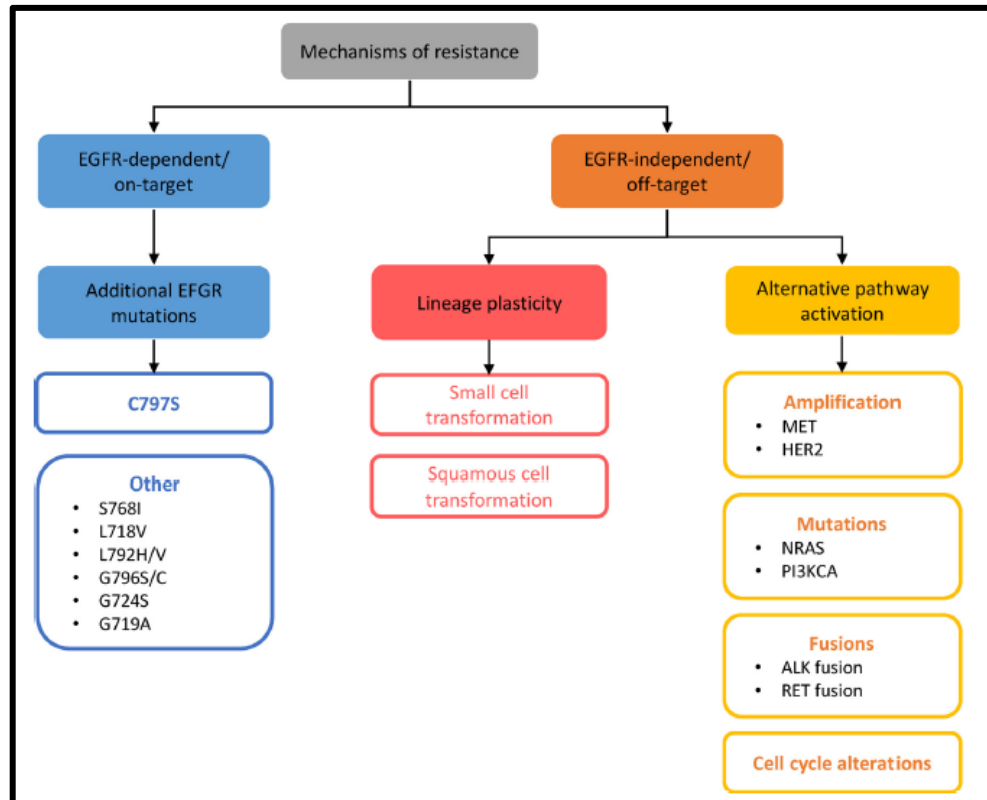 Mechanisms of resistance
EGFR-dependent/
on-target
EGFR-independent/
off-target
Additional EFGR
mutations
Lineage plasticity
Alternative pathway
activation
C797S
Other
• S768I
• L718V
• L792H/V
• G796S/C
• G724S
• G719A
Small cell
transformation
Squamous cell
transformation
Amplification
• MET
• HER2
Mutations
• NRAS
• PI3KCA
Fusions
• ALK fusion
• RET fusion
Cell cycle alterations